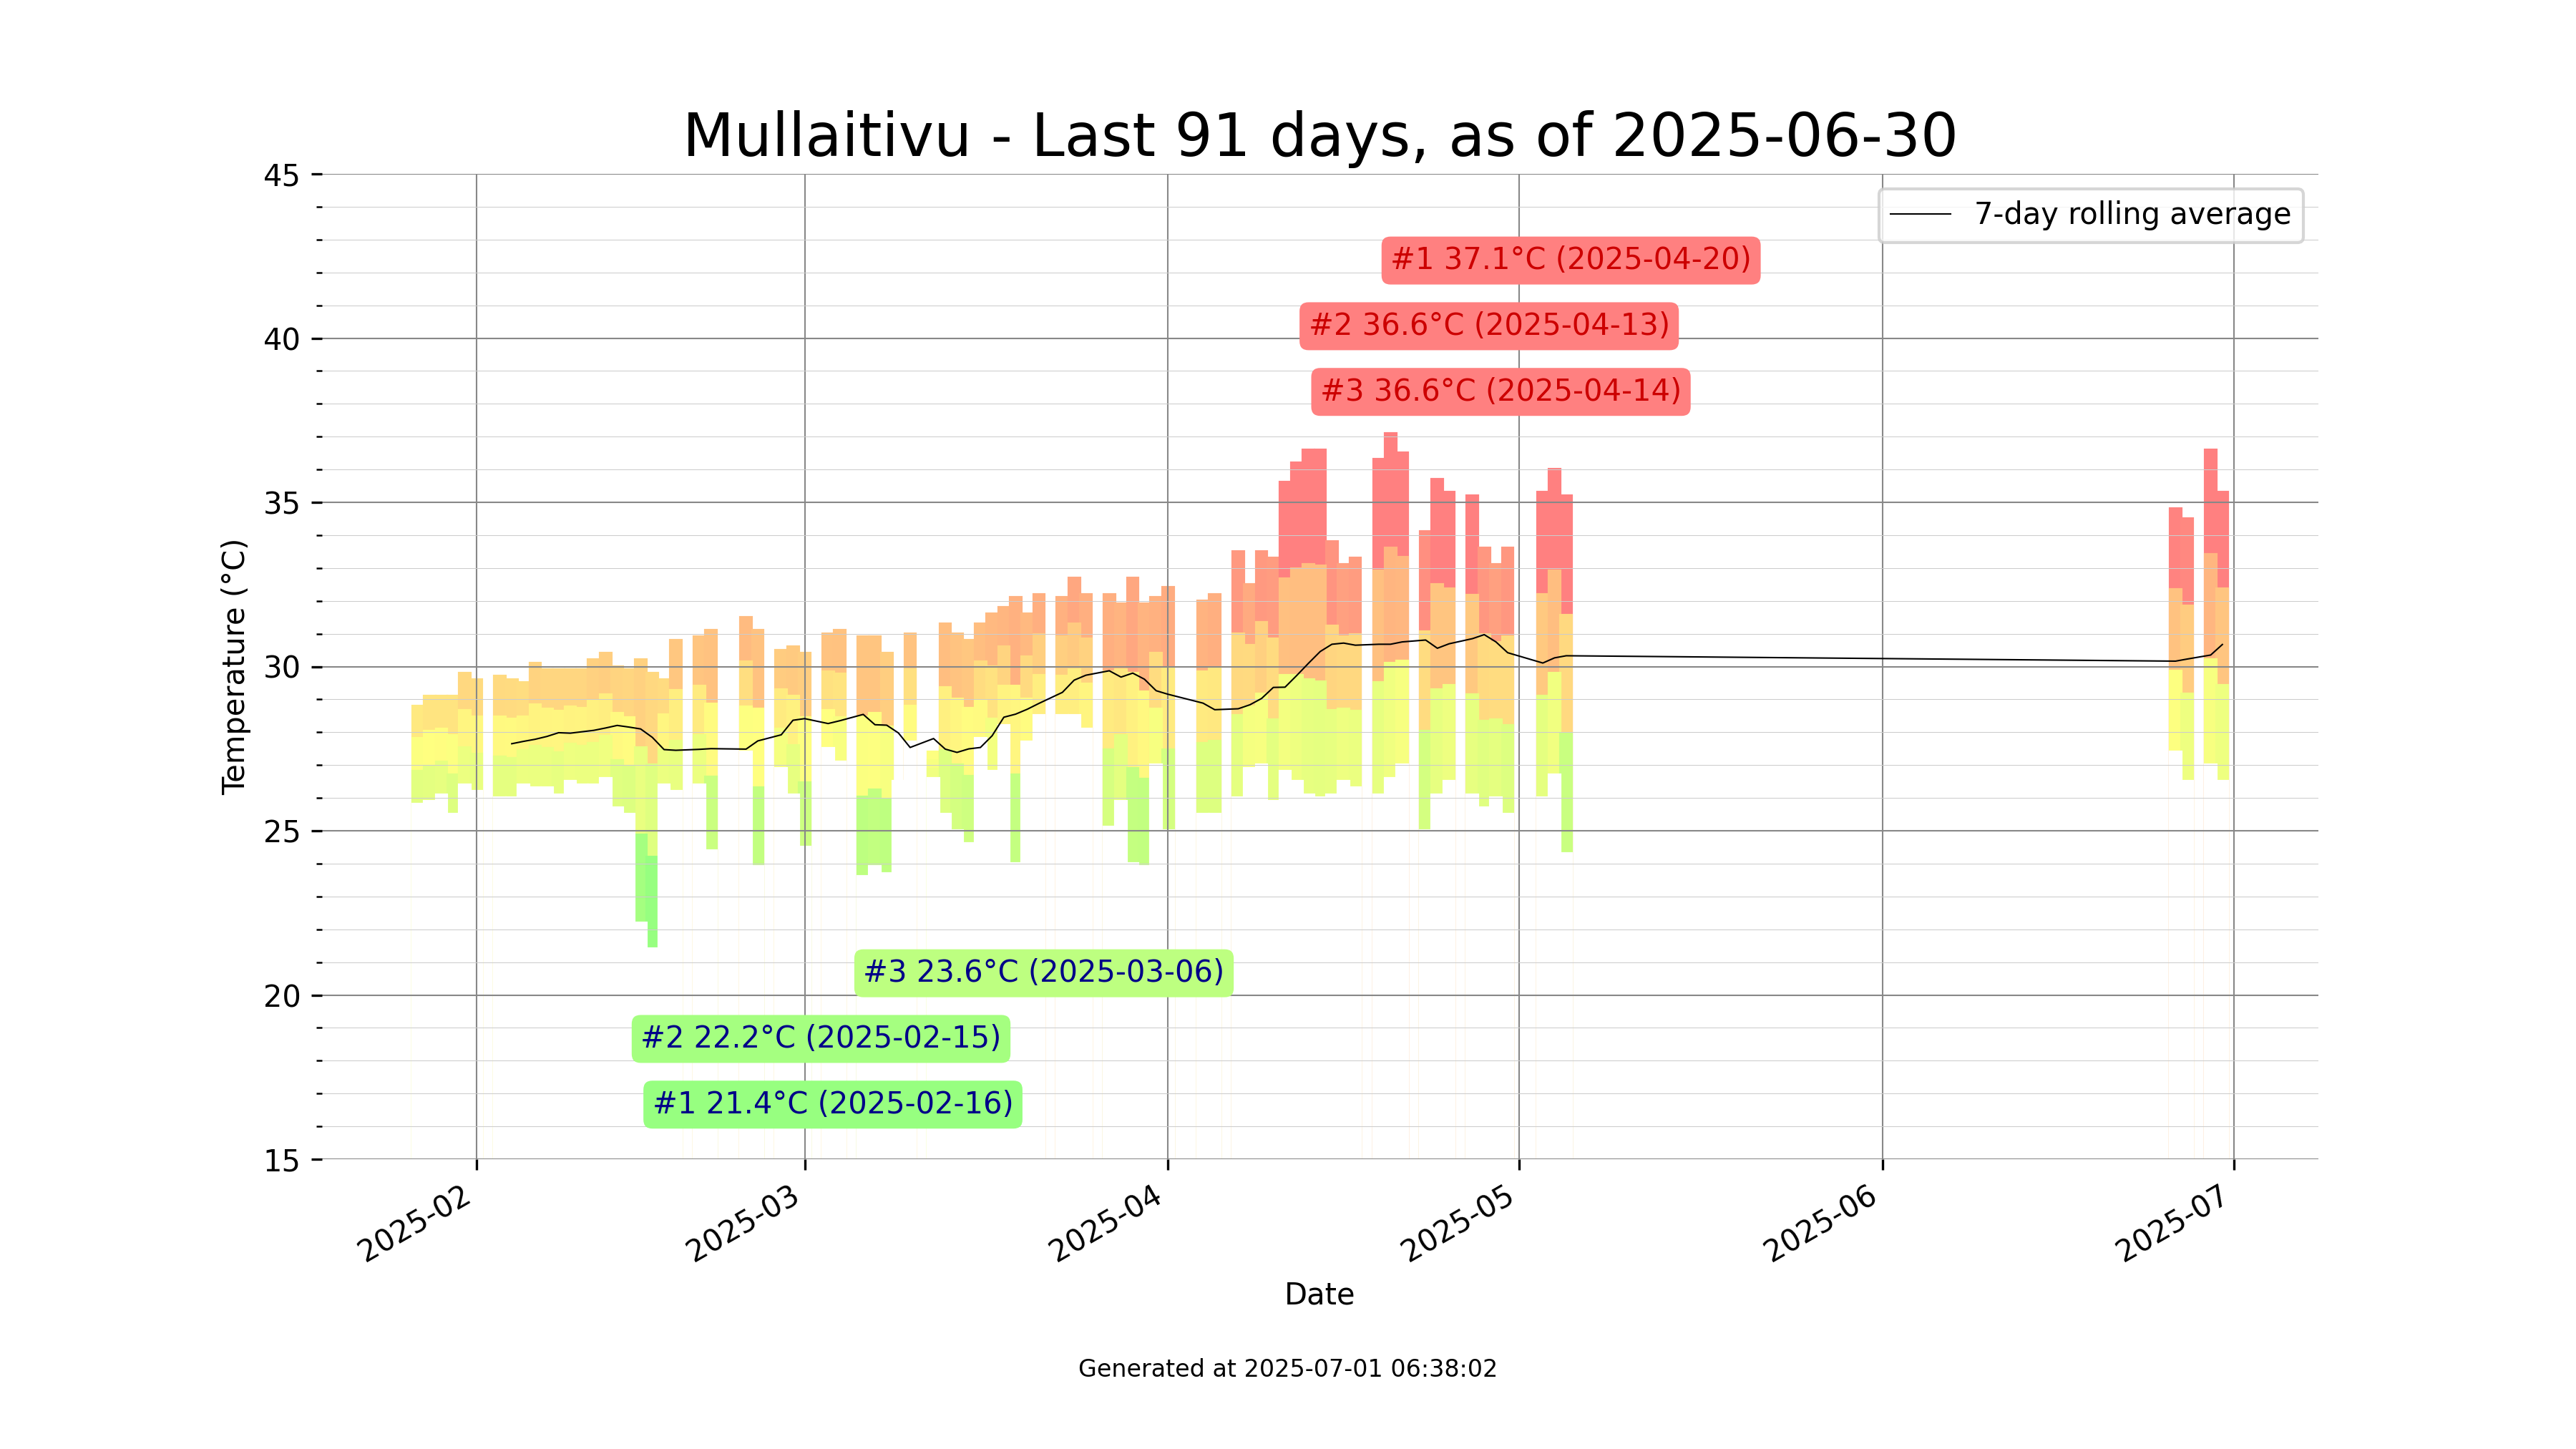 Mullaitivu - Last 91 days, as of 2025-06-30
45
7-day rolling average
#1 37.1°C (2025-04-20)
#2 36.6°C (2025-04-13)
40
#3 36.6°C (2025-04-14)
35
30
Temperature (°C)
25
#3 23.6°C (2025-03-06)
20
#2 22.2°C (2025-02-15)
#1 21.4°C (2025-02-16)
15
2025-02
2025-03
2025-04
2025-05
2025-06
2025-07
Date
Generated at 2025-07-01 06:38:02